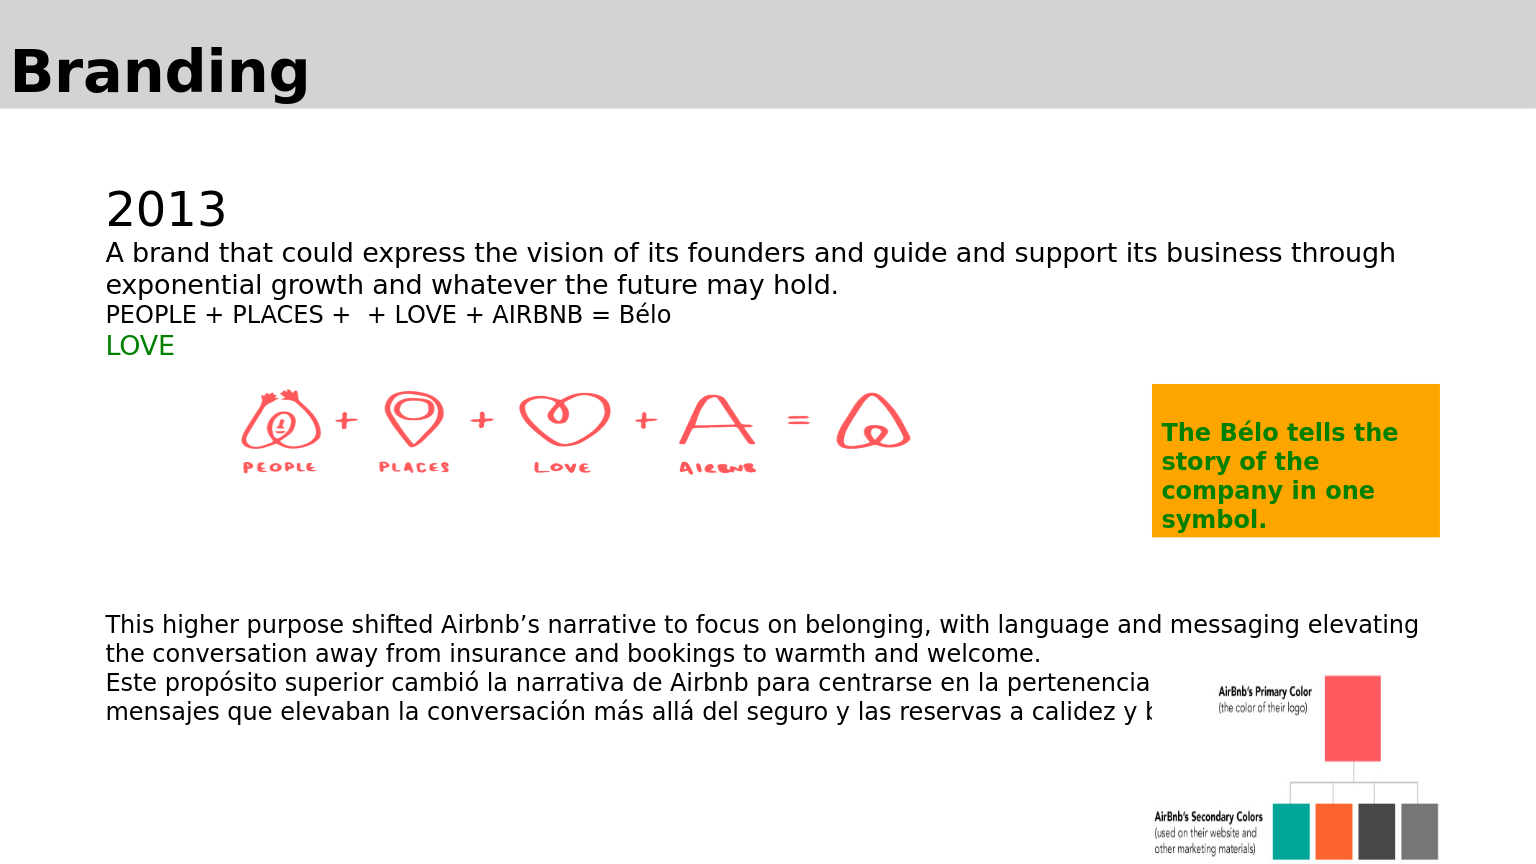 Branding
2013
A brand that could express the vision of its founders and guide and support its business through
exponential growth and whatever the future may hold.
PEOPLE + PLACES +  + LOVE + AIRBNB = Bélo
LOVE
+ + + =
PEOPLE PLACES LOVE AIRBNB
The Bélo tells the
story of the
company in one
symbol.
This higher purpose shifted Airbnb’s narrative to focus on belonging, with language and messaging elevating
the conversation away from insurance and bookings to warmth and welcome.
Este propósito superior cambió la narrativa de Airbnb para centrarse en la pertenencia
mensajes que elevaban la conversación más allá del seguro y las reservas a calidez y
AirBnb's Primary Color
(the color of their logo)
AirBnb's Secondary Colors
(used on their website and
other marketing materials)